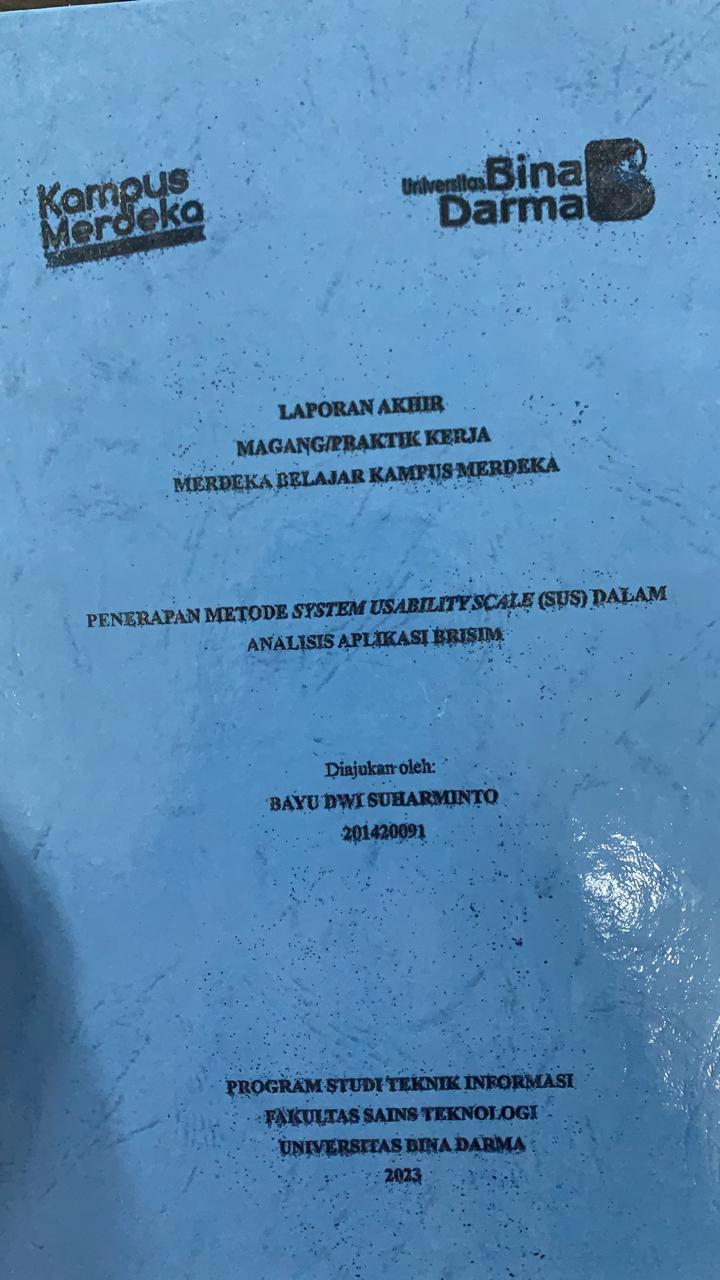 Kampus
Merdeka
Universitas Bina
Darma
LAPORAN AKHIR
MAGANG/PRAKTIK KERJA
MERDEKA BELAJAR KAMPUS MERDEKA
PENERAPAN METODE SYSTEM USABILITY SCALE (SUS) DALAM
ANALISIS APLIKASI BRISIM
Diajukan oleh:
BAYU DWI SUHARMINTO
201420091
PROGRAM STUDI TEKNIK INFORMASI
FAKULTAS SAINS TEKNOLOGI
UNIVERSITAS BINA DARMA
2023